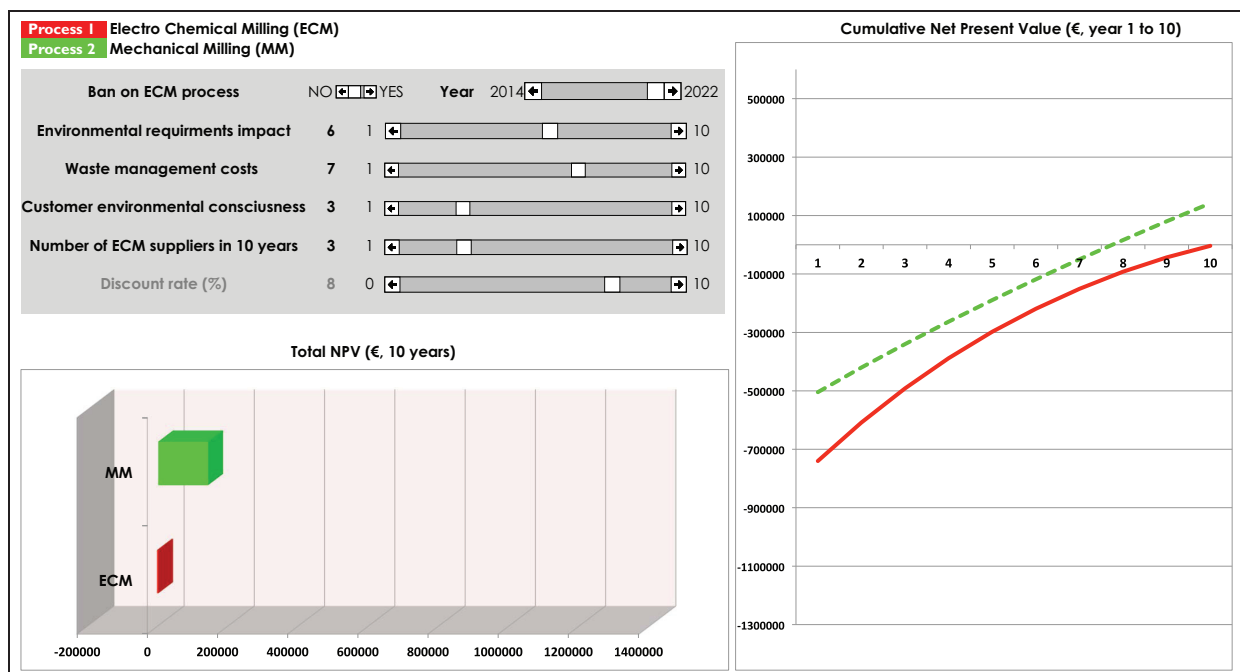 Process 1 Electro Chemical Milling (ECM)
Process 2 Mechanical Milling (MM)
Ban on ECM process NO YES Year 2014 2022
Environmental requirments impact 6 1 10
Waste management costs 7 1 10
Customer environmental consciusness 3 1 10
Number of ECM suppliers in 10 years 3 1 10
Discount rate (%) 8 0 10
Total NPV (€, 10 years)
MM
ECM
-200000 0 200000 400000 600000 800000 1000000 1200000 1400000
Cumulative Net Present Value (€, year 1 to 10)
500000
300000
100000
1 2 3 4 5 6 7 8 9 10
-100000
-300000
-500000
-700000
-900000
-1100000
-1300000